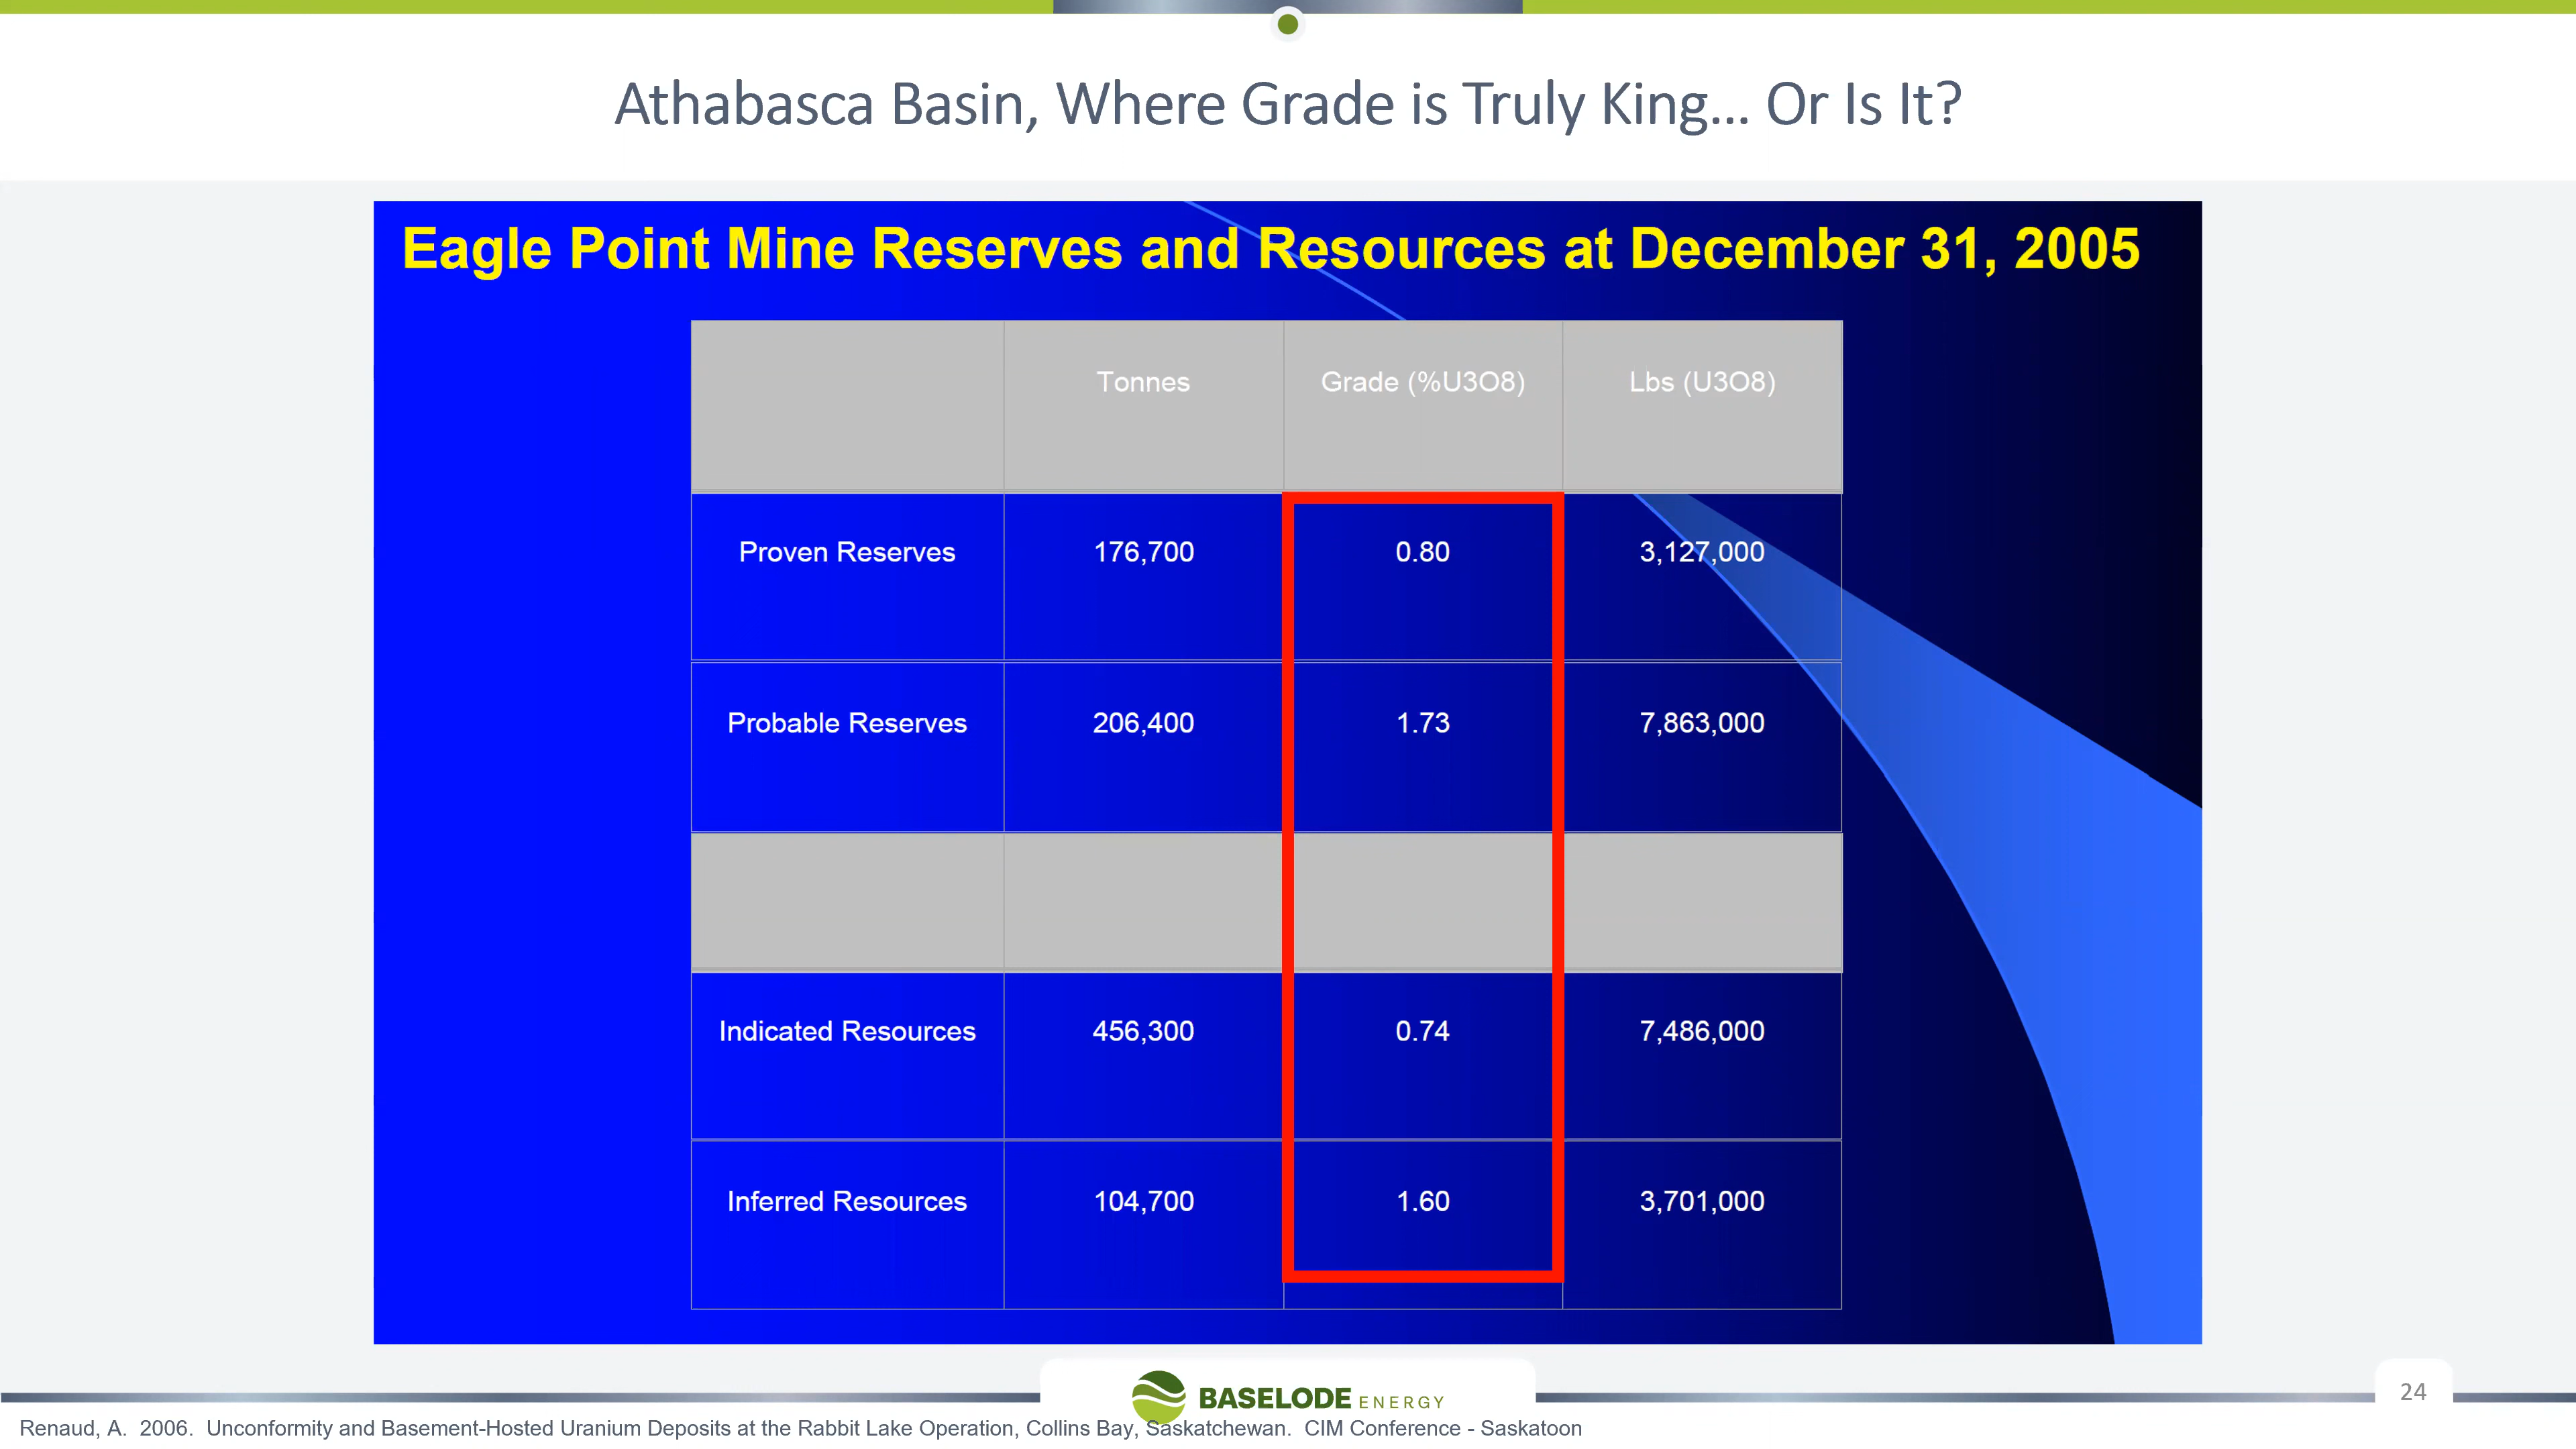 Athabasca Basin, Where Grade is Truly King... Or Is It?
Eagle Point Mine Reserves and Resources at December 31, 2005
Tonnes Grade (%U3O8) Lbs (U3O8)
Proven Reserves 176,700 0.80 3,127,000
Probable Reserves 206,400 1.73 7,863,000
Indicated Resources 456,300 0.74 7,486,000
Inferred Resources 104,700 1.60 3,701,000
BASELODE ENERGY
24
Renaud, A. 2006. Unconformity and Basement-Hosted Uranium Deposits at the Rabbit Lake Operation, Collins Bay, Saskatchewan. CIM Conference - Saskatoon